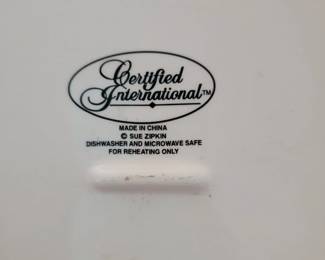 Certified
International™
MADE IN CHINA
© SUE ZIPKIN
DISHWASHER AND MICROWAVE SAFE
FOR REHEATING ONLY